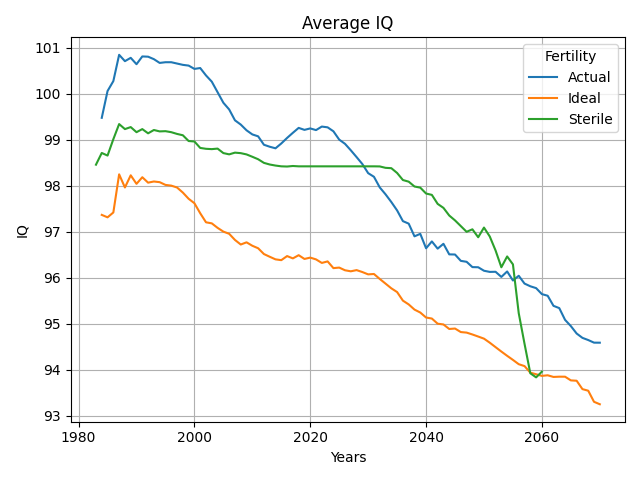 Average IQ
Fertility
Actual
Ideal
Sterile
101
100
99
98
97
96
95
94
93
IQ
1980
2000
2020
2040
2060
Years